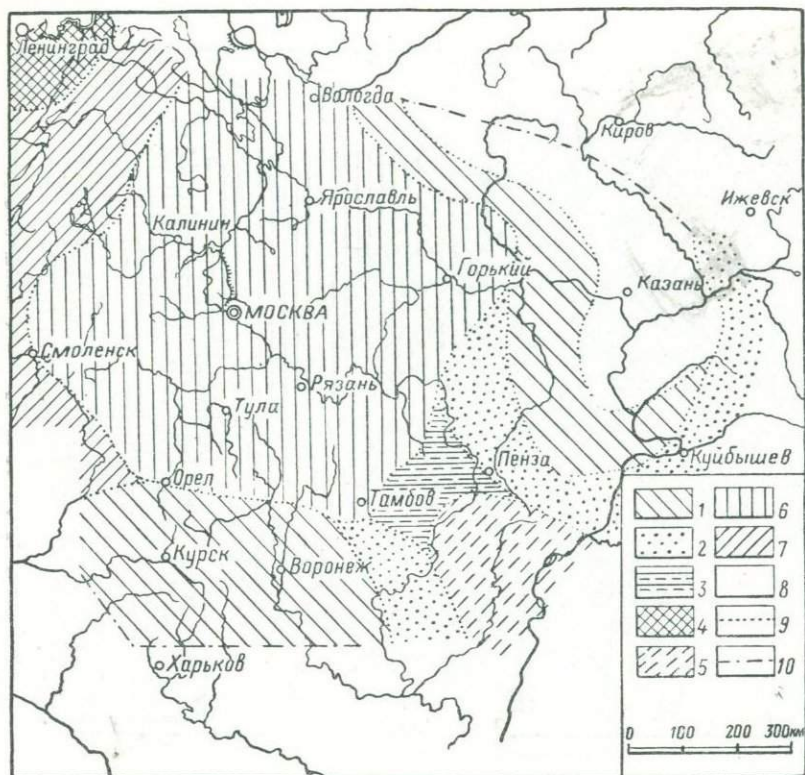 Ленинград
Вологда
Киров
Ижевск
Ярославль
Калинин
Горький
Казань
МОСКВА
Смоленск
Рязань
Тула
Пенза
Куйбышев
Орел
Тамбов
Курск
Воронеж
Харьков
1 6
2 7
3 8
4 9
5 10
0 100 200 300км